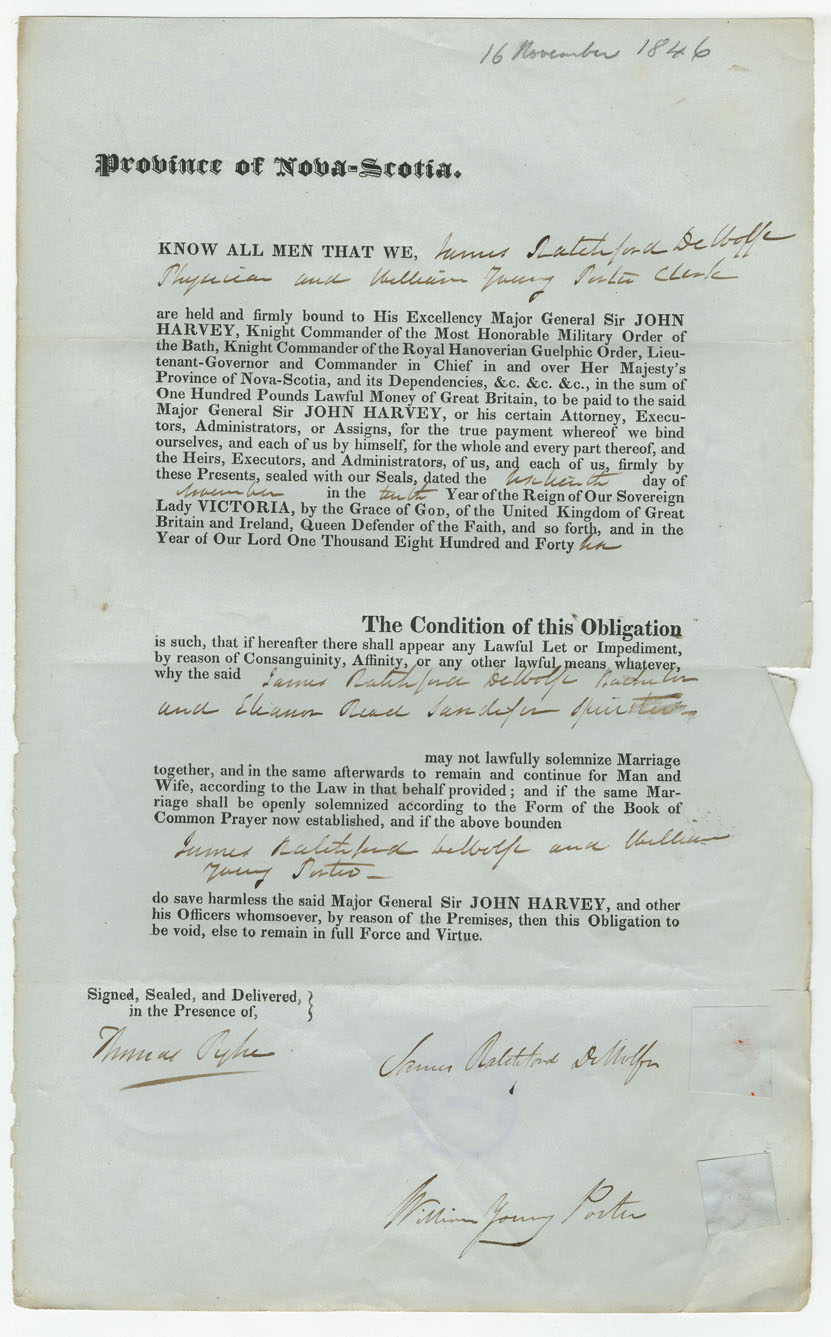 16 November 1846
Province of Nova-Scotia.
KNOW ALL MEN THAT WE, James Ratchford DeWolfe
Physician and William Young Porter Clerk
are held and firmly bound to His Excellency Major General Sir JOHN
HARVEY, Knight Commander of the Most Honorable Military Order of
the Bath, Knight Commander of the Royal Hanoverian Guelphic Order, Lieu-
tenant-Governor and Commander in Chief in and over Her Majesty's
Province of Nova-Scotia, and its Dependencies, &c. &c. &c., in the sum of
One Hundred Pounds Lawful Money of Great Britain, to be paid to the said
Major General Sir JOHN HARVEY, or his certain Attorney, Execu-
tors, Administrators, or Assigns, for the true payment whereof we bind
ourselves, and each of us by himself, for the whole and every part thereof, and
the Heirs, Executors, and Administrators, of us, and each of us, firmly by
these Presents, sealed with our Seals, dated the sixteenth day of
November in the tenth Year of the Reign of Our Sovereign
Lady VICTORIA, by the Grace of GOD, of the United Kingdom of Great
Britain and Ireland, Queen Defender of the Faith, and so forth, and in the
Year of Our Lord One Thousand Eight Hundred and Forty six
The Condition of this Obligation
is such, that if hereafter there shall appear any Lawful Let or Impediment,
by reason of Consanguinity, Affinity, or any other lawful means whatever,
why the said James Ratchford DeWolfe Bachelor
and Eleanor Read Sandifer Spinster
may not lawfully solemnize Marriage
together, and in the same afterwards to remain and continue for Man and
Wife, according to the Law in that behalf provided; and if the same Mar-
riage shall be openly solemnized according to the Form of the Book of
Common Prayer now established, and if the above bounden
James Ratchford DeWolfe and William
Young Porter
do save harmless the said Major General Sir JOHN HARVEY, and other
his Officers whomsoever, by reason of the Premises, then this Obligation to
be void, else to remain in full Force and Virtue.
Signed, Sealed, and Delivered,
in the Presence of,
Thomas Pyke
James Ratchford DeWolfe
William Young Porter